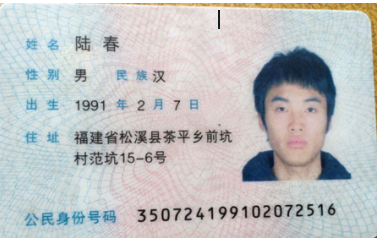 姓名 陆春
性别 男 民族 汉
出生 1991 年 2 月 7 日
住址 福建省松溪县茶平乡前坑
村范坑15-6号
公民身份号码 350724199102072516